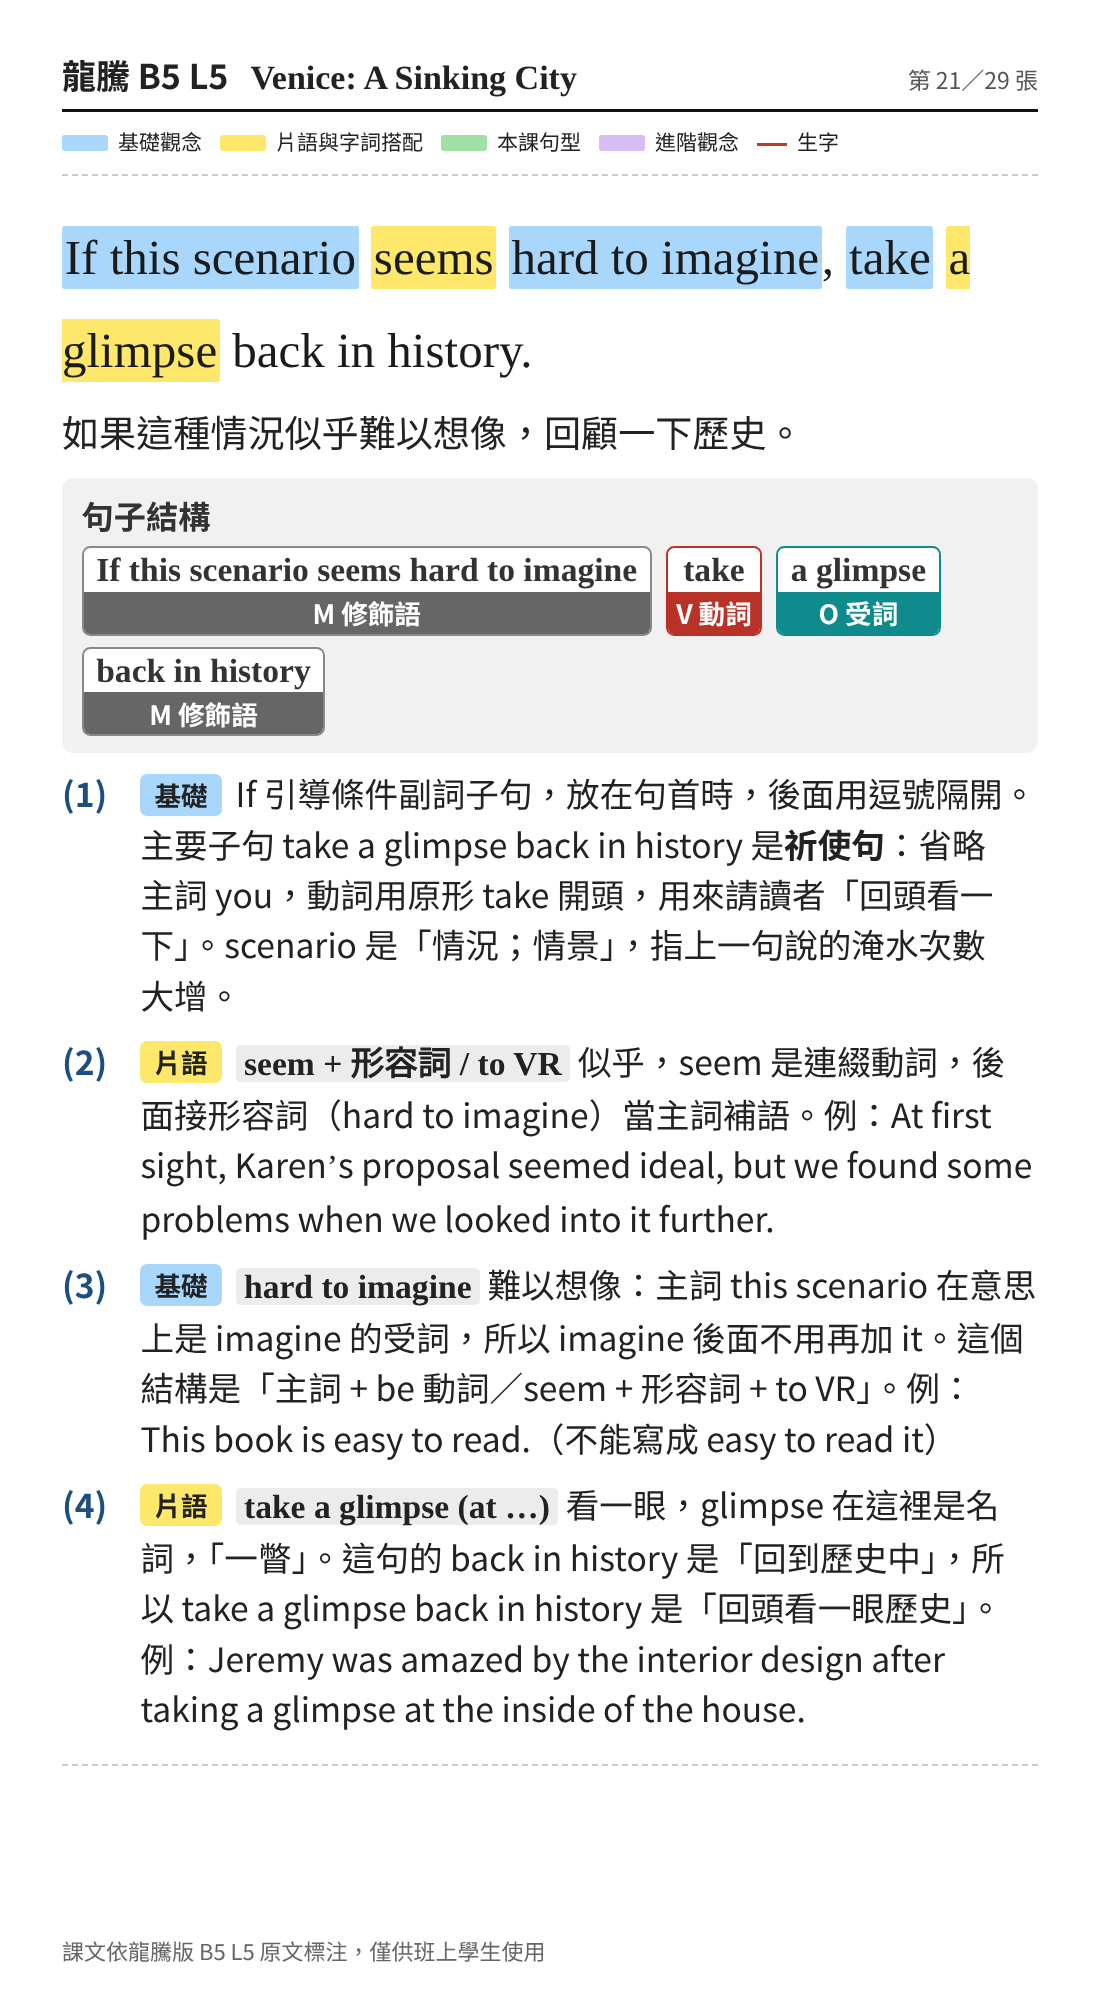 龍騰 B5 L5 Venice: A Sinking City 第 21／29 張
基礎觀念 片語與字詞搭配 本課句型 進階觀念 生字
If this scenario seems hard to imagine, take a
glimpse back in history.
如果這種情況似乎難以想像，回顧一下歷史。
句子結構
If this scenario seems hard to imagine take a glimpse
M 修飾語 V 動詞 O 受詞
back in history
M 修飾語
(1) 基礎 If 引導條件副詞子句，放在句首時，後面用逗號隔開。
主要子句 take a glimpse back in history 是祈使句：省略
主詞 you，動詞用原形 take 開頭，用來請讀者「回頭看一
下」。scenario 是「情況；情景」，指上一句說的淹水次數
大增。
(2) 片語 seem + 形容詞 / to VR 似乎，seem 是連綴動詞，後
面接形容詞（hard to imagine）當主詞補語。例：At first
sight, Karen’s proposal seemed ideal, but we found some
problems when we looked into it further.
(3) 基礎 hard to imagine 難以想像：主詞 this scenario 在意思
上是 imagine 的受詞，所以 imagine 後面不用再加 it。這個
結構是「主詞 + be 動詞／seem + 形容詞 + to VR」。例：
This book is easy to read.（不能寫成 easy to read it）
(4) 片語 take a glimpse (at …) 看一眼，glimpse 在這裡是名
詞，「一瞥」。這句的 back in history 是「回到歷史中」，所
以 take a glimpse back in history 是「回頭看一眼歷史」。
例：Jeremy was amazed by the interior design after
taking a glimpse at the inside of the house.
課文依龍騰版 B5 L5 原文標注，僅供班上學生使用